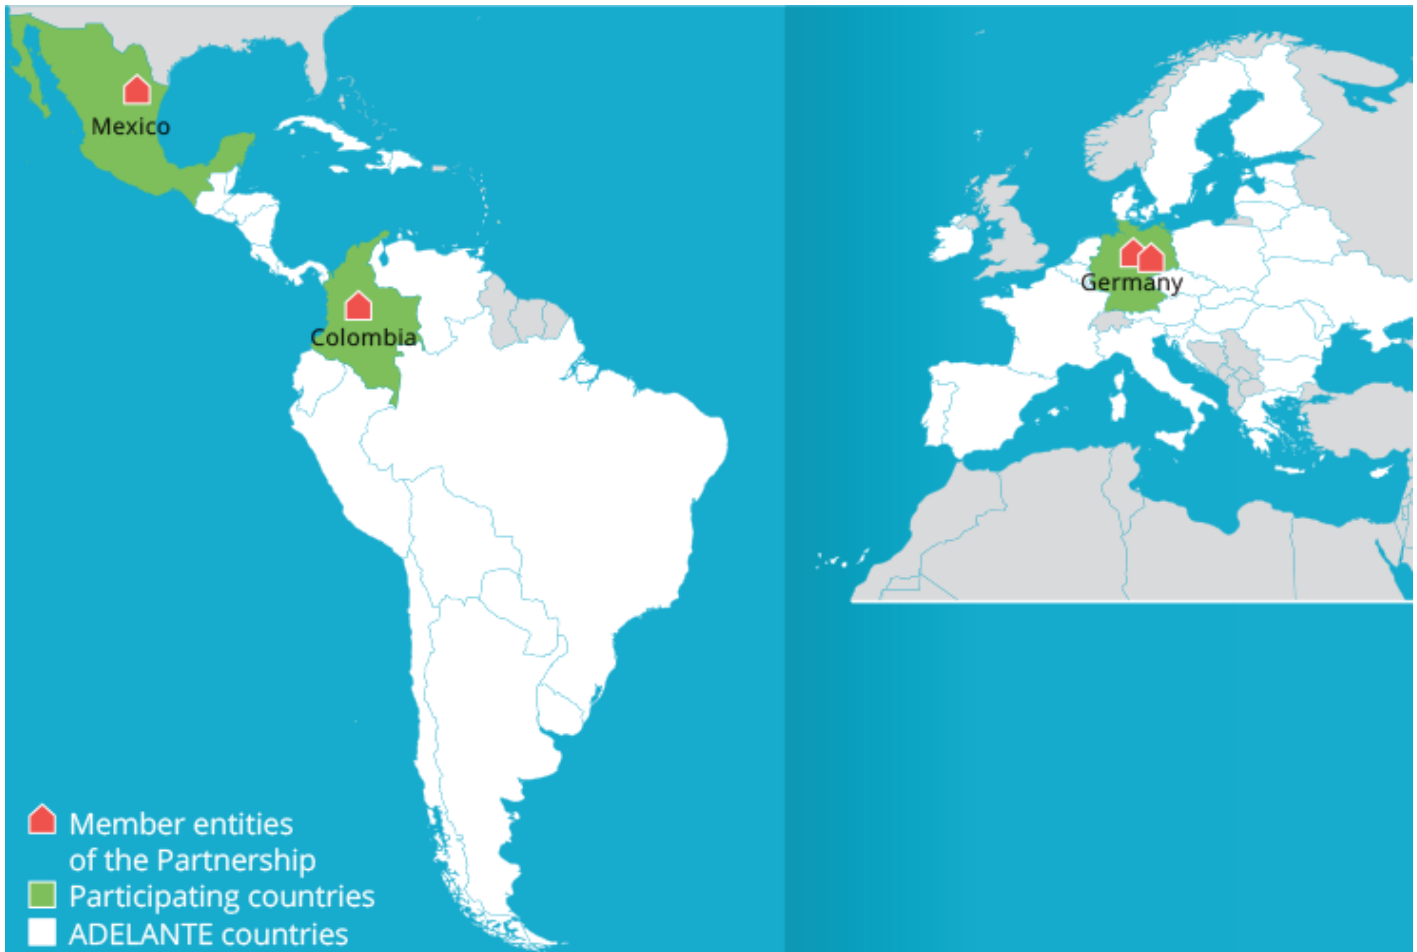 Mexico
Colombia
Germany
Member entities
of the Partnership
Participating countries
ADELANTE countries